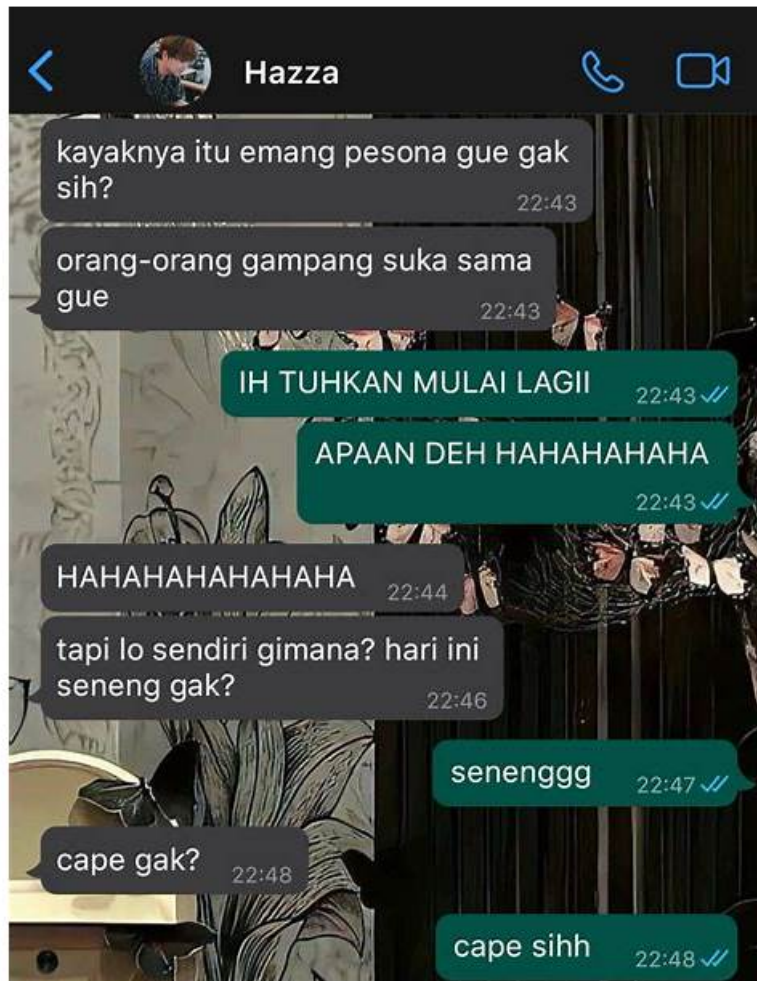 Hazza
kayaknya itu emang pesona gue gak
sih?
22:43
orang-orang gampang suka sama
gue
22:43
IH TUHKAN MULAI LAGII
22:43
APAAN DEH HAHAHAHAHA
22:43
HAHAHAHAHAHAHA
22:44
tapi lo sendiri gimana? hari ini
seneng gak?
22:46
senenggg
22:47
cape gak?
22:48
cape sihh
22:48